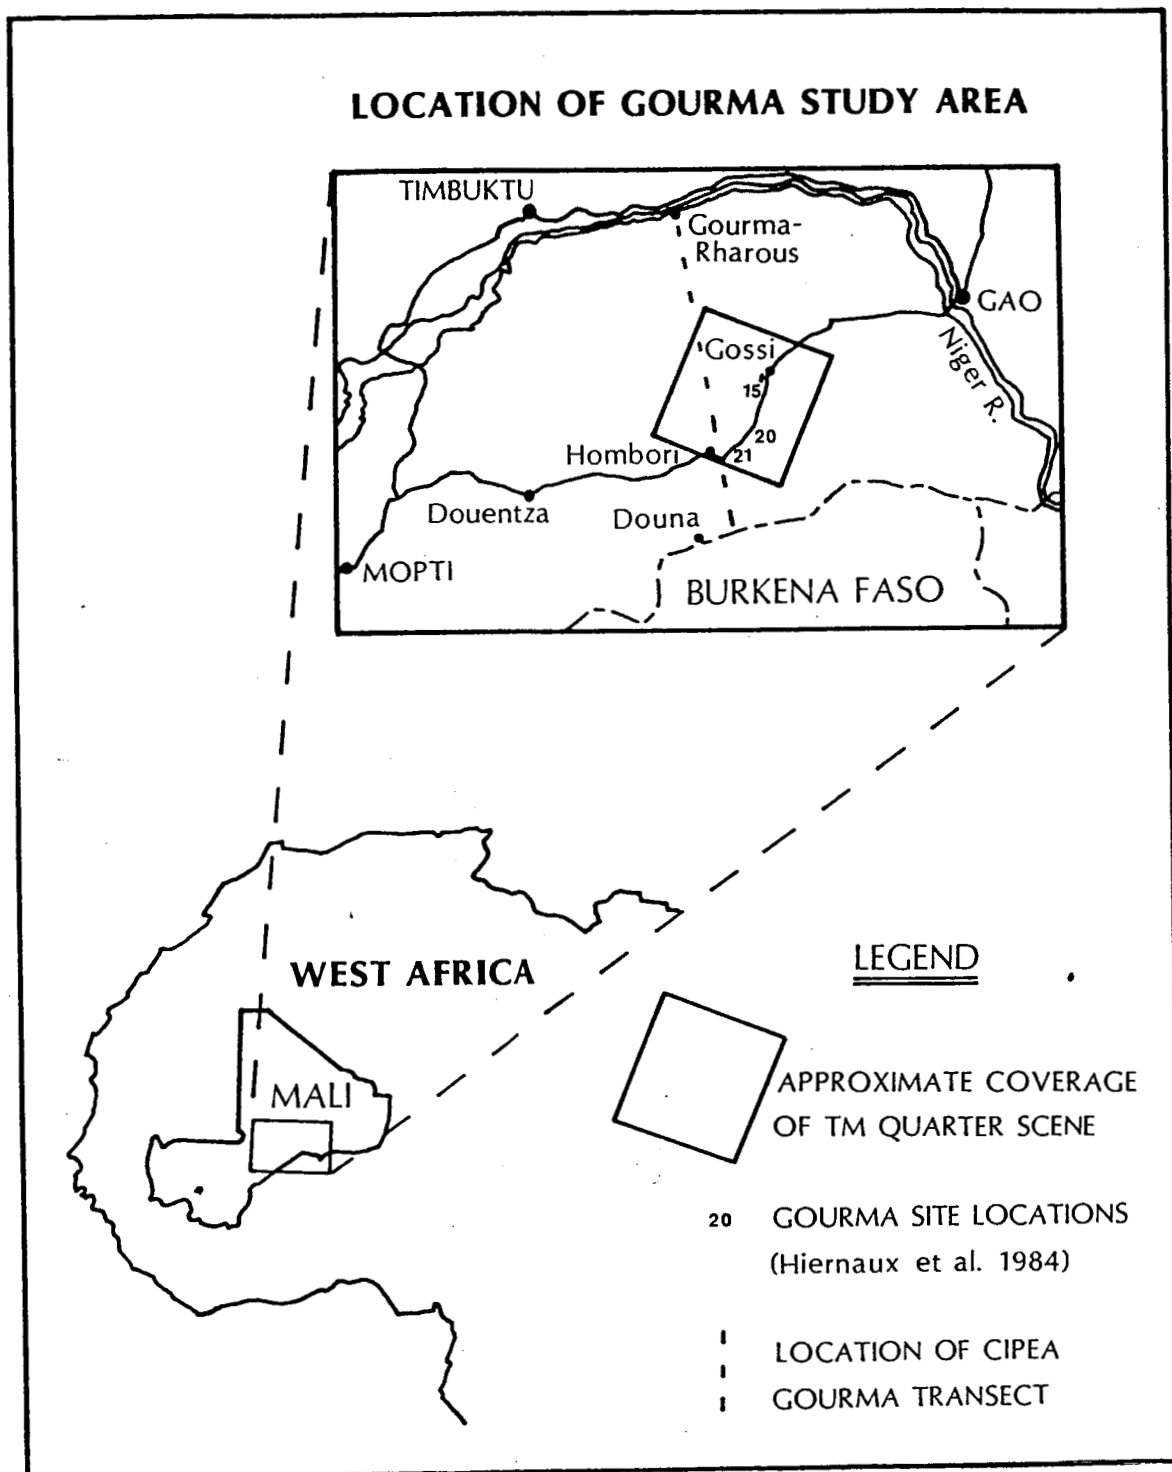 LOCATION OF GOURMA STUDY AREA
TIMBUKTU
Gourma-
Rharous
GAO
Gossi
Niger R.
15
20
Hombori
21
Douentza
Douna
MOPTI
BURKENA FASO
WEST AFRICA
MALI
LEGEND
APPROXIMATE COVERAGE
OF TM QUARTER SCENE
20 GOURMA SITE LOCATIONS
(Hiernaux et al. 1984)
LOCATION OF CIPEA
GOURMA TRANSECT